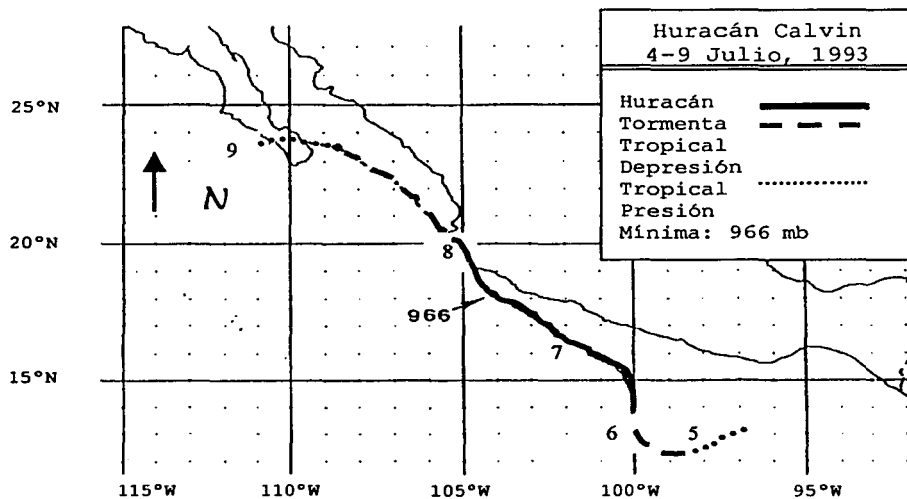 Huracán Calvin
4-9 Julio, 1993
Huracán
Tormenta
Tropical
Depresión
Tropical
Presión
Mínima: 966 mb
25°N
9
N
20°N
8
966
7
15°N
6
5
115°W
110°W
105°W
100°W
95°W